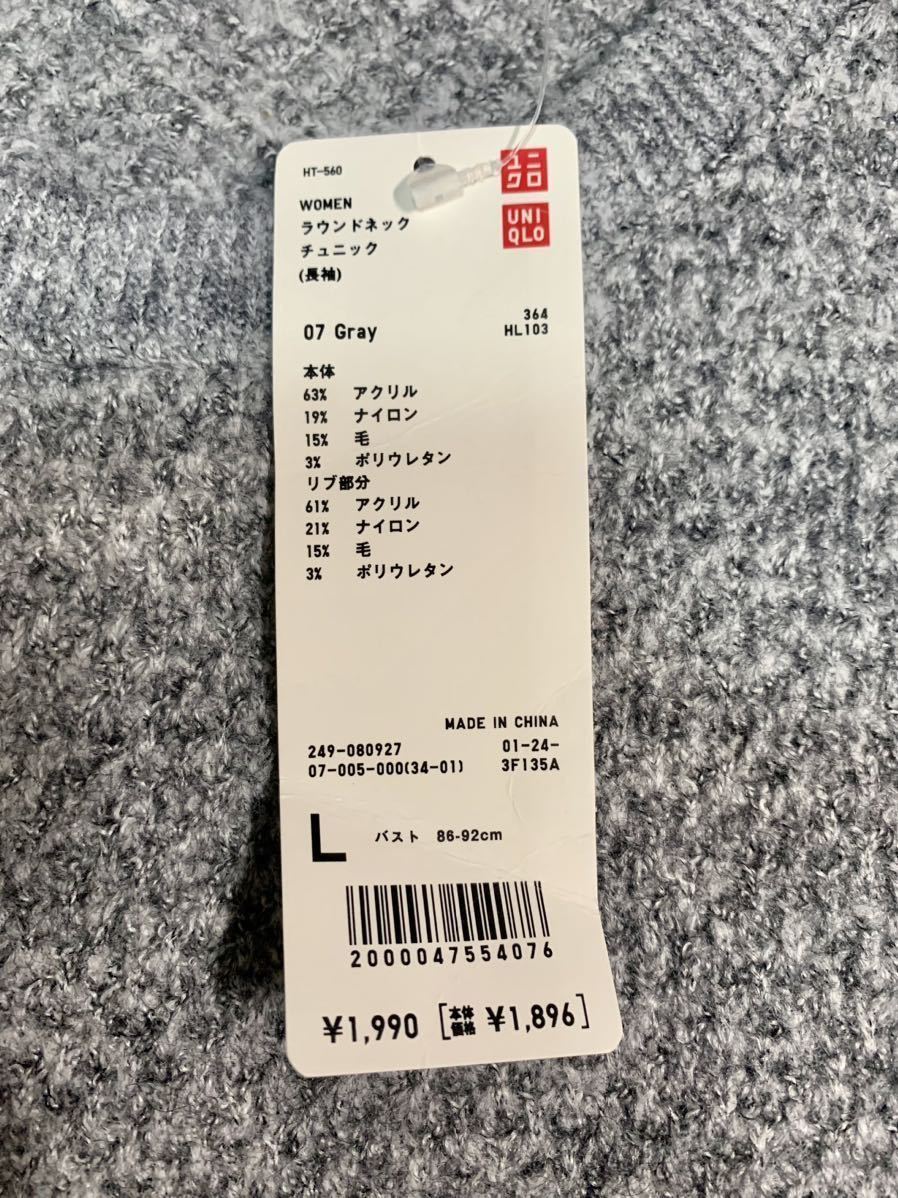 HT-560
ユニ
クロ
UNI
QLO
WOMEN
ラウンドネック
チュニック
(長袖)
07 Gray
364
HL103
本体
63% アクリル
19% ナイロン
15% 毛
3% ポリウレタン
リブ部分
61% アクリル
21% ナイロン
15% 毛
3% ポリウレタン
MADE IN CHINA
249-080927 01-24-
07-005-000(34-01) 3F135A
L バスト 86-92cm
2000047554076
¥1,990 [本体価格 ¥1,896]